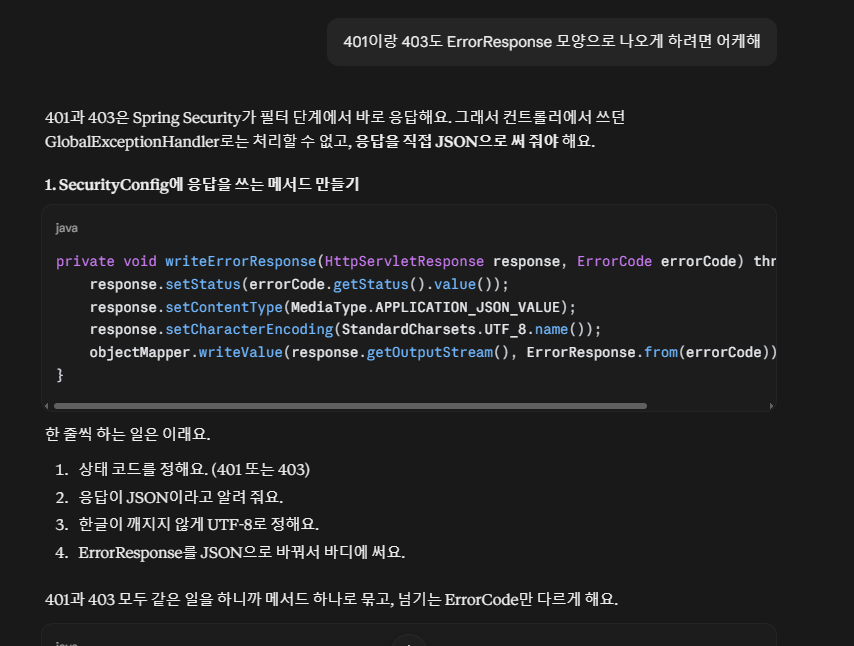 401이랑 403도 ErrorResponse 모양으로 나오게 하려면 어케해
401과 403은 Spring Security가 필터 단계에서 바로 응답해요. 그래서 컨트롤러에서 쓰던
GlobalExceptionHandler로는 처리할 수 없고, 응답을 직접 JSON으로 써 줘야 해요.
1. SecurityConfig에 응답을 쓰는 메서드 만들기
java
private void writeErrorResponse(HttpServletResponse response, ErrorCode errorCode) thr
response.setStatus(errorCode.getStatus().value());
response.setContentType(MediaType.APPLICATION_JSON_VALUE);
response.setCharacterEncoding(StandardCharsets.UTF_8.name());
objectMapper.writeValue(response.getOutputStream(), ErrorResponse.from(errorCode))
}
한 줄씩 하는 일은 이래요.
1. 상태 코드를 정해요. (401 또는 403)
2. 응답이 JSON이라고 알려 줘요.
3. 한글이 깨지지 않게 UTF-8로 정해요.
4. ErrorResponse를 JSON으로 바꿔서 바디에 써요.
401과 403 모두 같은 일을 하니까 메서드 하나로 묶고, 넘기는 ErrorCode만 다르게 해요.